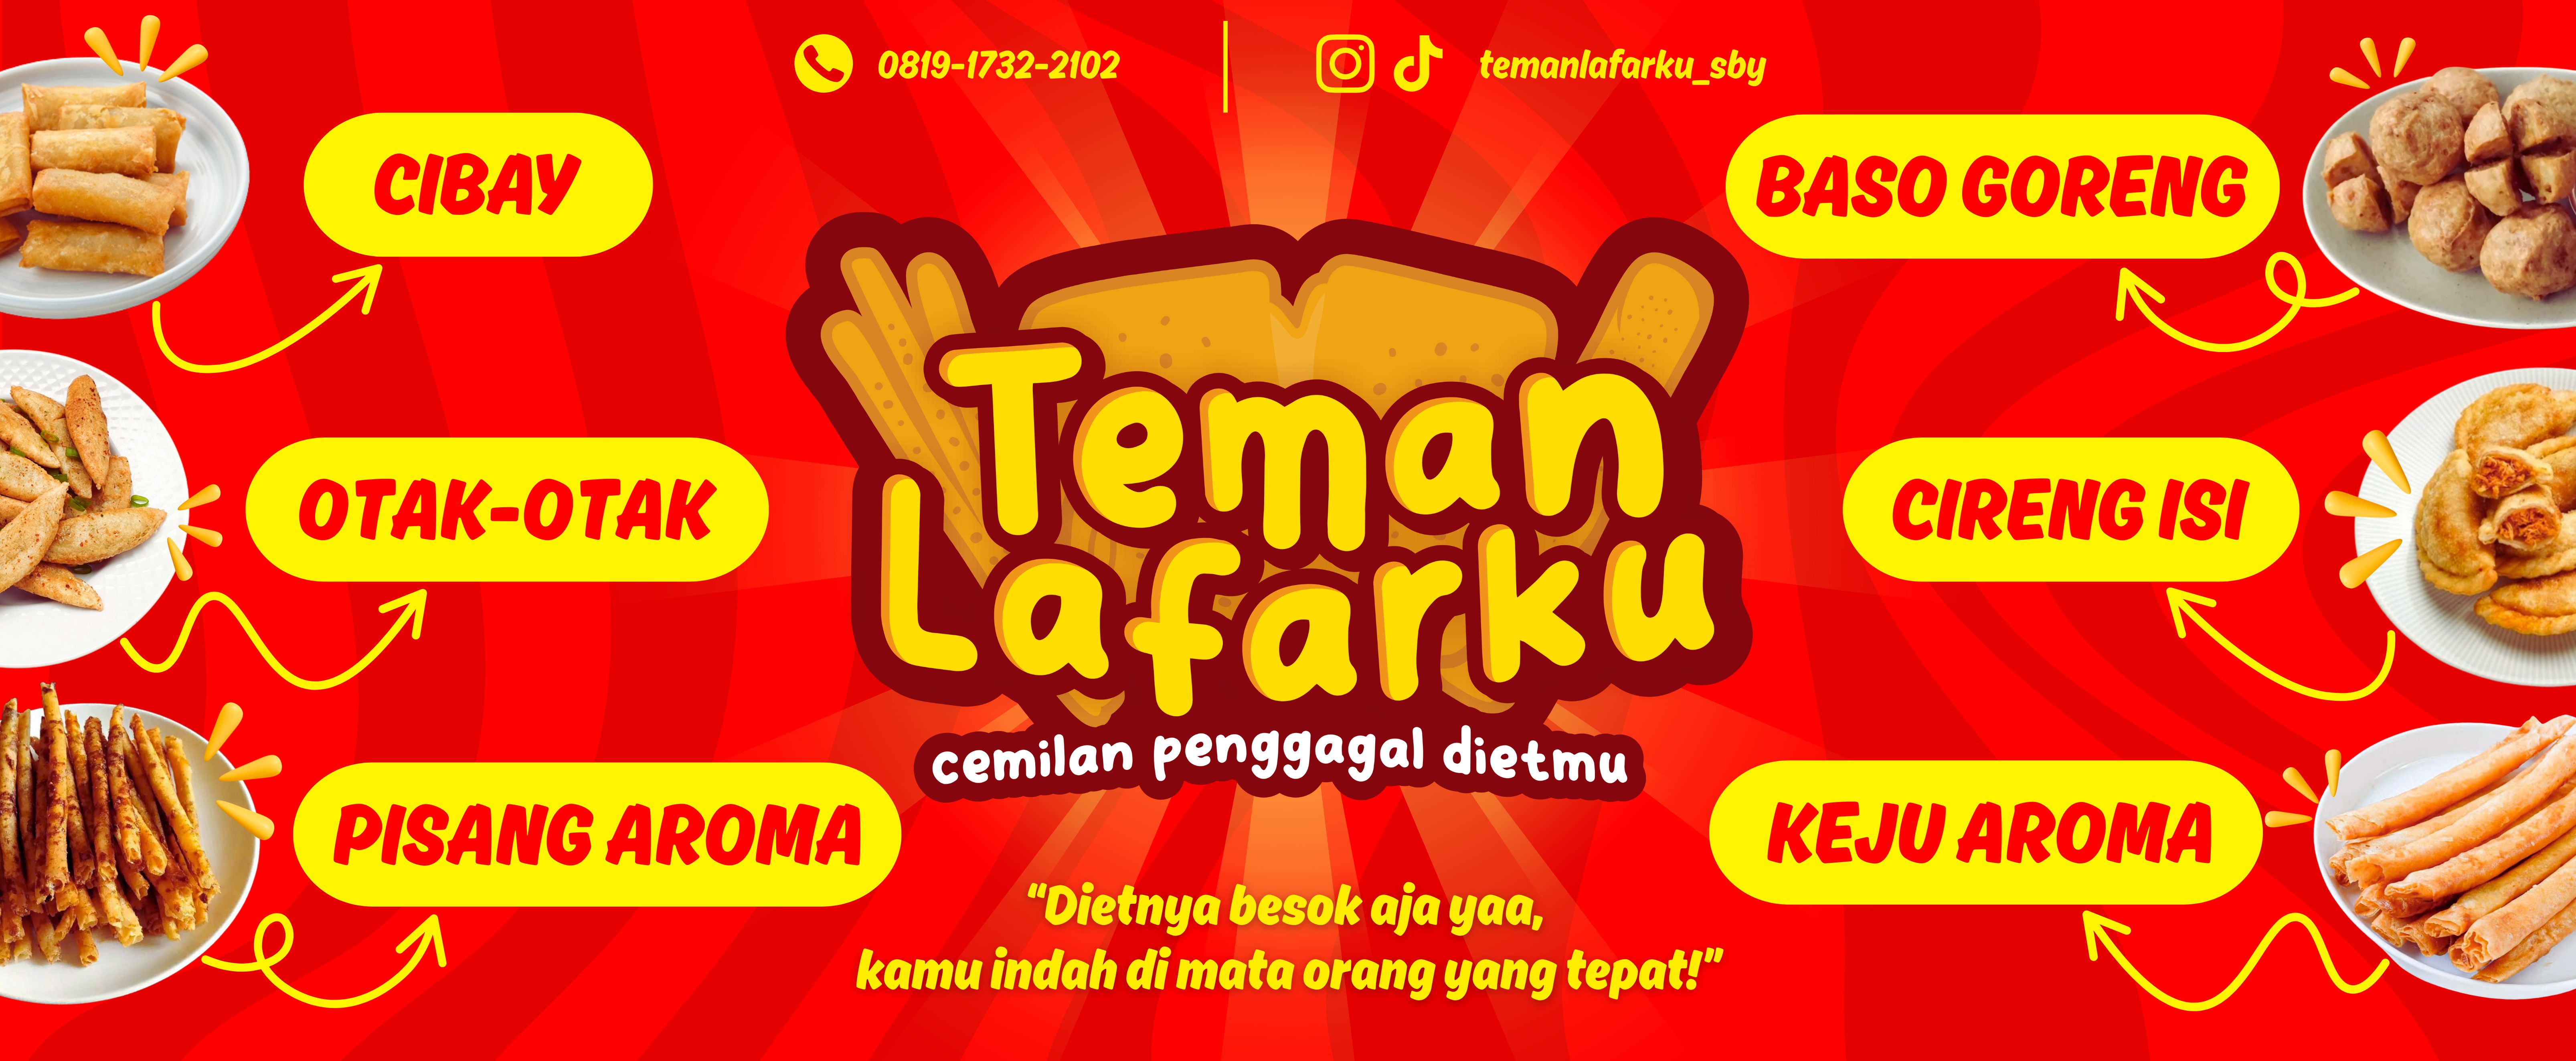 0819-1732-2102
temanlafarku_sby
CIBAY
BASO GORENG
OTAK-OTAK
CIRENG ISI
PISANG AROMA
KEJU AROMA
Teman
Lafarku
cemilan penggagal dietmu
“Dietnya besok aja yaa,
kamu indah di mata orang yang tepat!”